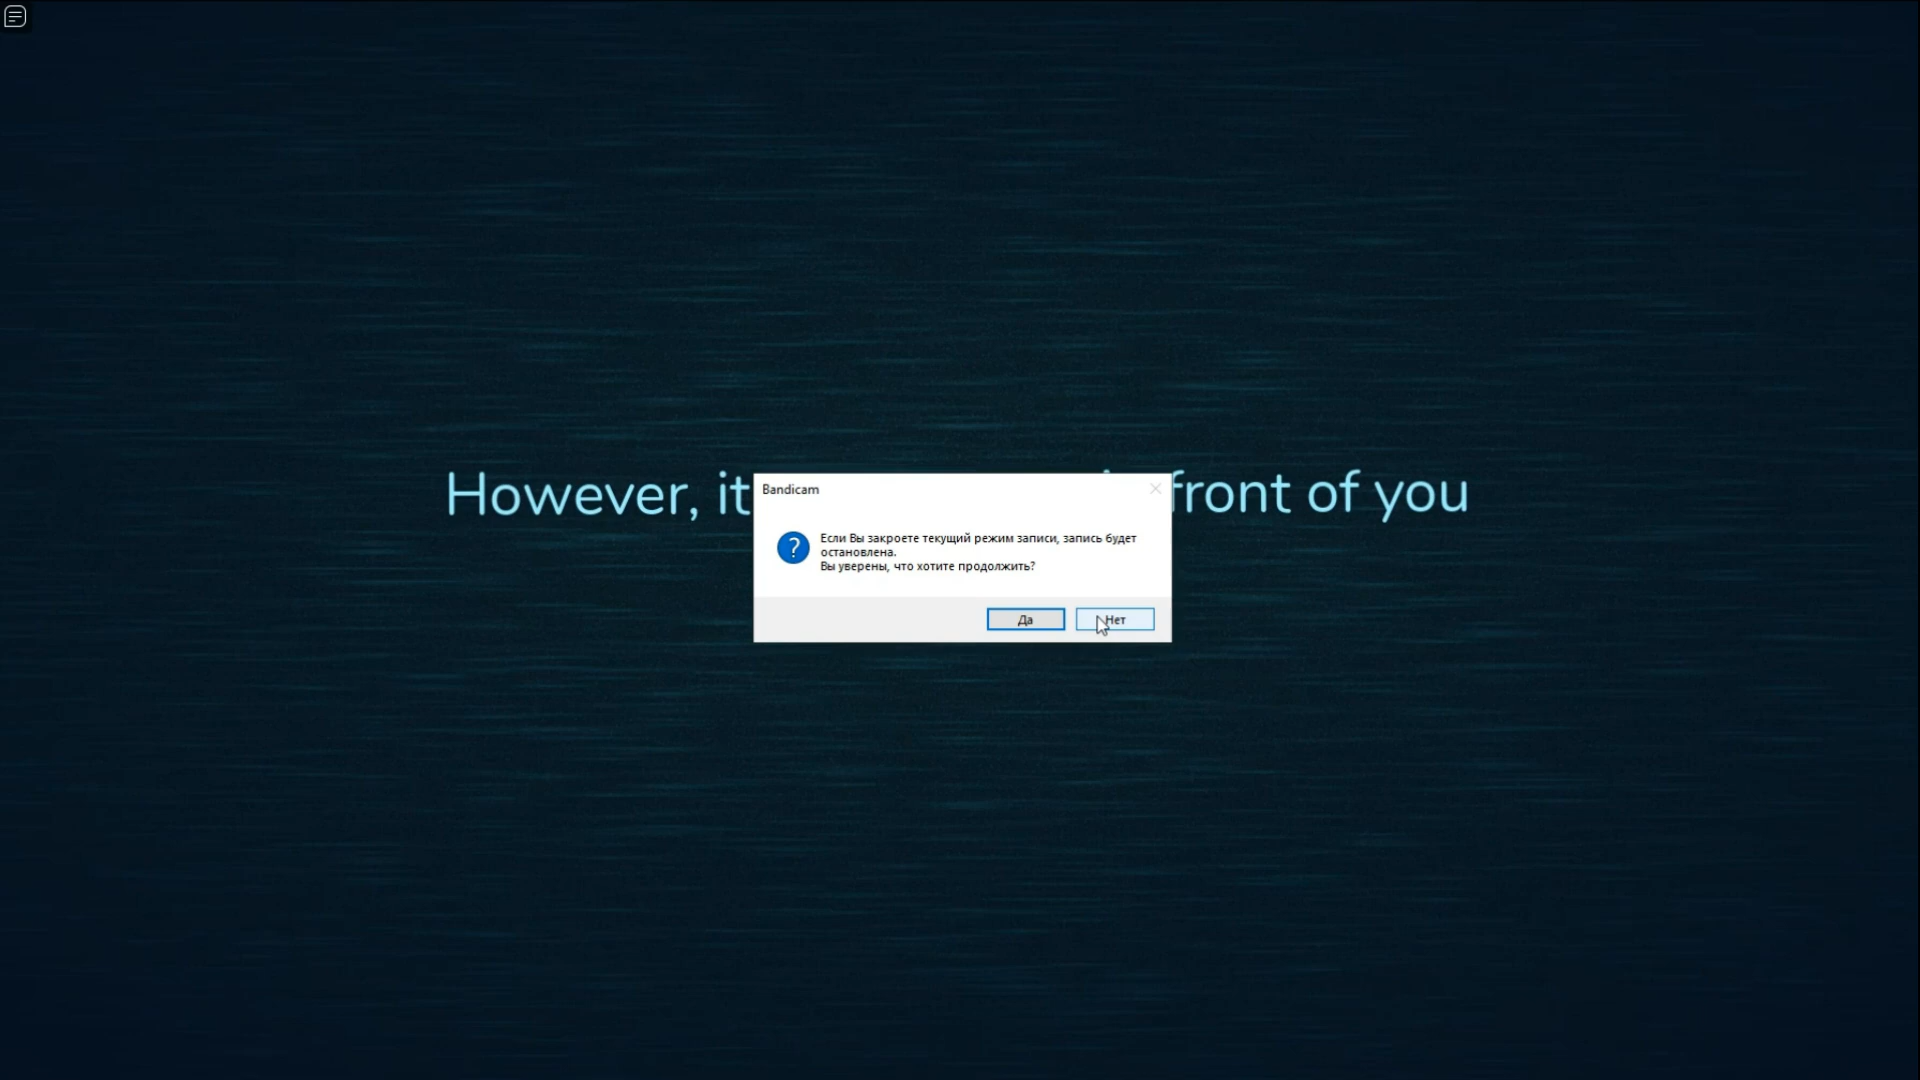 However, it front of you
Bandicam
Если Вы закроете текущий режим записи, запись будет
остановлена.
Вы уверены, что хотите продолжить?
Да Нет